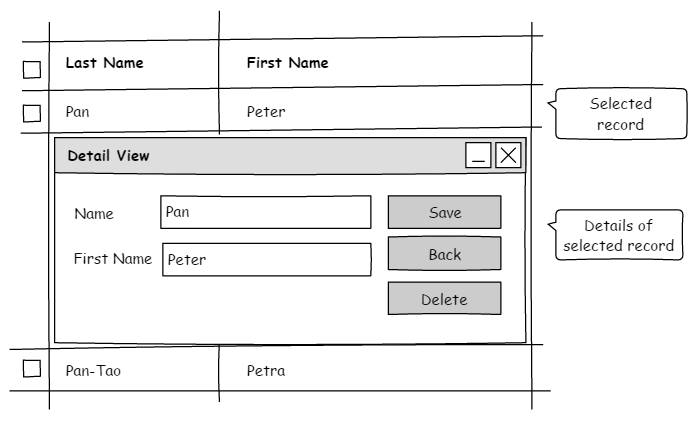 Last Name First Name
Pan Peter
Selected
record
Detail View
Name Pan Save
Details of
selected record
First Name Peter Back
Delete
Pan-Tao Petra